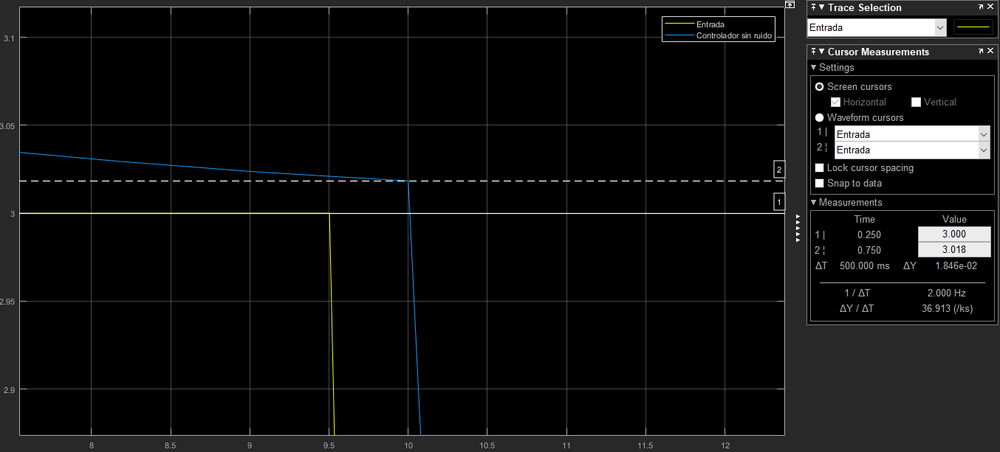 Entrada
Controlador sin ruido
3.1
3.05
3
2.95
2.9
8
8.5
9
9.5
10
10.5
11
11.5
12
2
1
Trace Selection
Entrada
Cursor Measurements
Settings
Screen cursors
Horizontal Vertical
Waveform cursors
1 | Entrada
2 ¦ Entrada
Lock cursor spacing
Snap to data
Measurements
Time Value
1 | 0.250 3.000
2 ¦ 0.750 3.018
ΔT 500.000 ms ΔY 1.846e-02
1 / ΔT 2.000 Hz
ΔY / ΔT 36.913 (/ks)